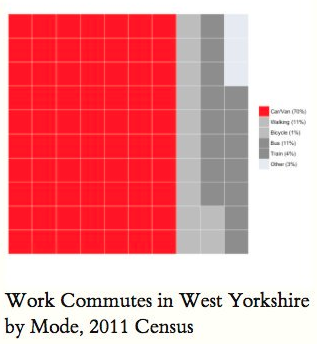 Car/Van (70%)
Walking (11%)
Bicycle (1%)
Bus (11%)
Train (4%)
Other (3%)
Work Commutes in West Yorkshire
by Mode, 2011 Census